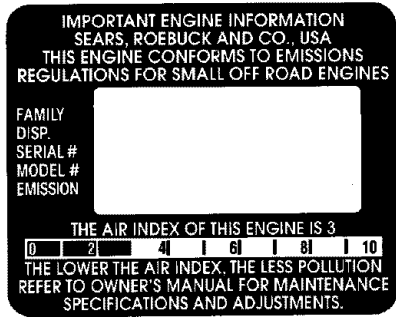 IMPORTANT ENGINE INFORMATION
SEARS, ROEBUCK AND CO., USA
THIS ENGINE CONFORMS TO EMISSIONS
REGULATIONS FOR SMALL OFF ROAD ENGINES
FAMILY
DISP.
SERIAL #
MODEL #
EMISSION
THE AIR INDEX OF THIS ENGINE IS 3
0 2 4 6 8 10
THE LOWER THE AIR INDEX, THE LESS POLLUTION
REFER TO OWNER'S MANUAL FOR MAINTENANCE
SPECIFICATIONS AND ADJUSTMENTS.